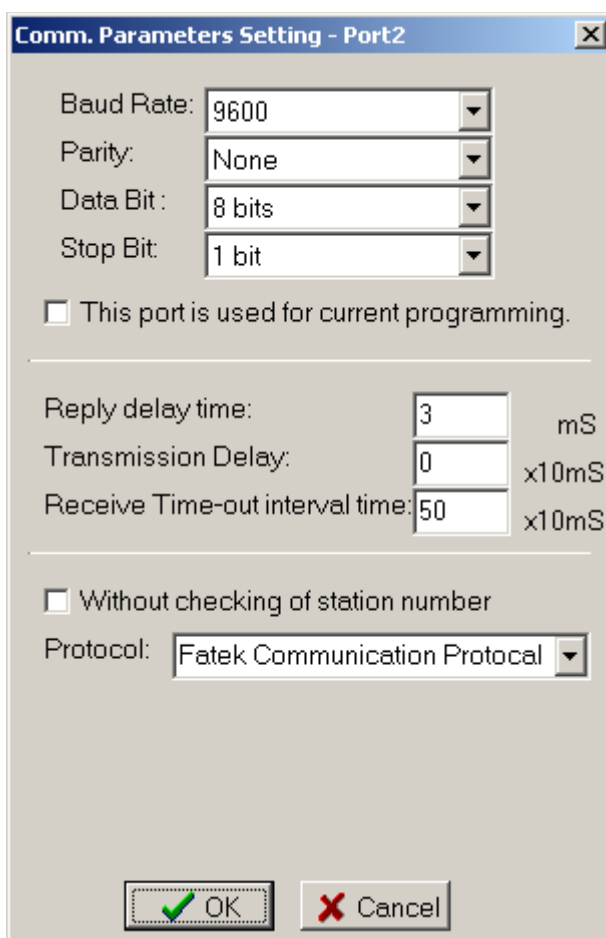 Comm. Parameters Setting - Port2
Baud Rate: 9600
Parity: None
Data Bit : 8 bits
Stop Bit: 1 bit
This port is used for current programming.
Reply delay time: 3 mS
Transmission Delay: 0 x10mS
Receive Time-out interval time: 50 x10mS
Without checking of station number
Protocol: Fatek Communication Protocal
OK Cancel